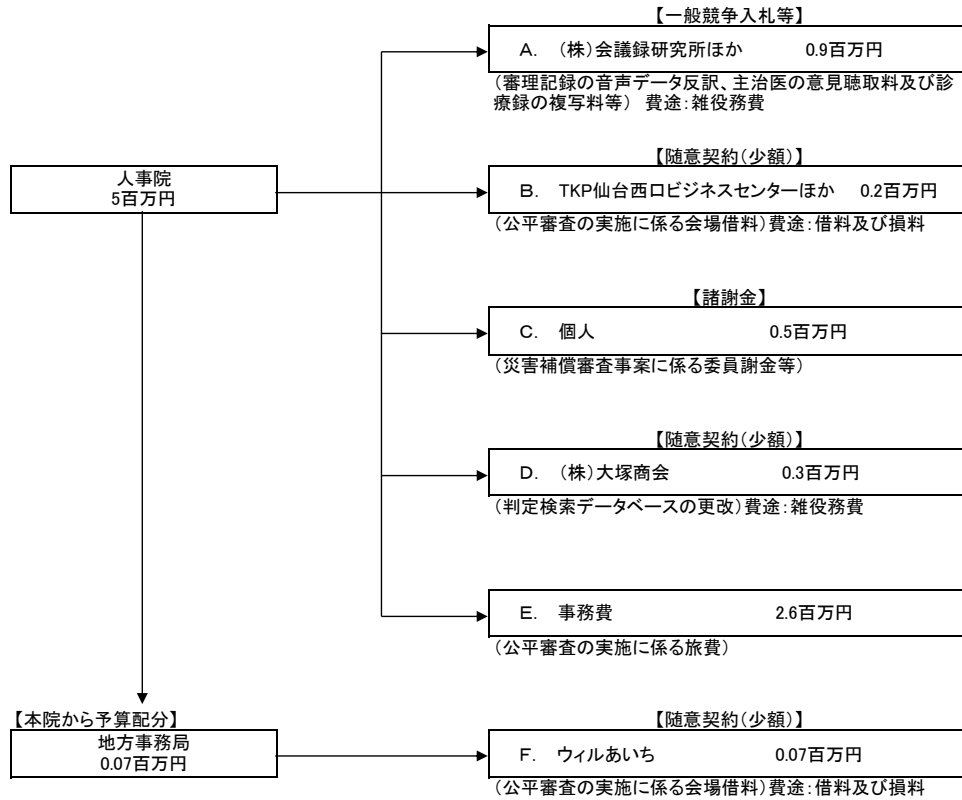 【一般競争入札等】
A. (株)会議録研究所ほか 0.9百万円
(審理記録の音声データ反訳、主治医の意見聴取料及び診
療録の複写料等) 費途:雑役務費
【随意契約(少額)】
人事院
5百万円
B. TKP仙台西口ビジネスセンターほか 0.2百万円
(公平審査の実施に係る会場借料)費途:借料及び損料
【諸謝金】
C. 個人 0.5百万円
(災害補償審査事案に係る委員謝金等)
【随意契約(少額)】
D. (株)大塚商会 0.3百万円
(判定検索データベースの更改)費途:雑役務費
E. 事務費 2.6百万円
(公平審査の実施に係る旅費)
【本院から予算配分】
地方事務局
0.07百万円
【随意契約(少額)】
F. ウィルあいち 0.07百万円
(公平審査の実施に係る会場借料)費途:借料及び損料